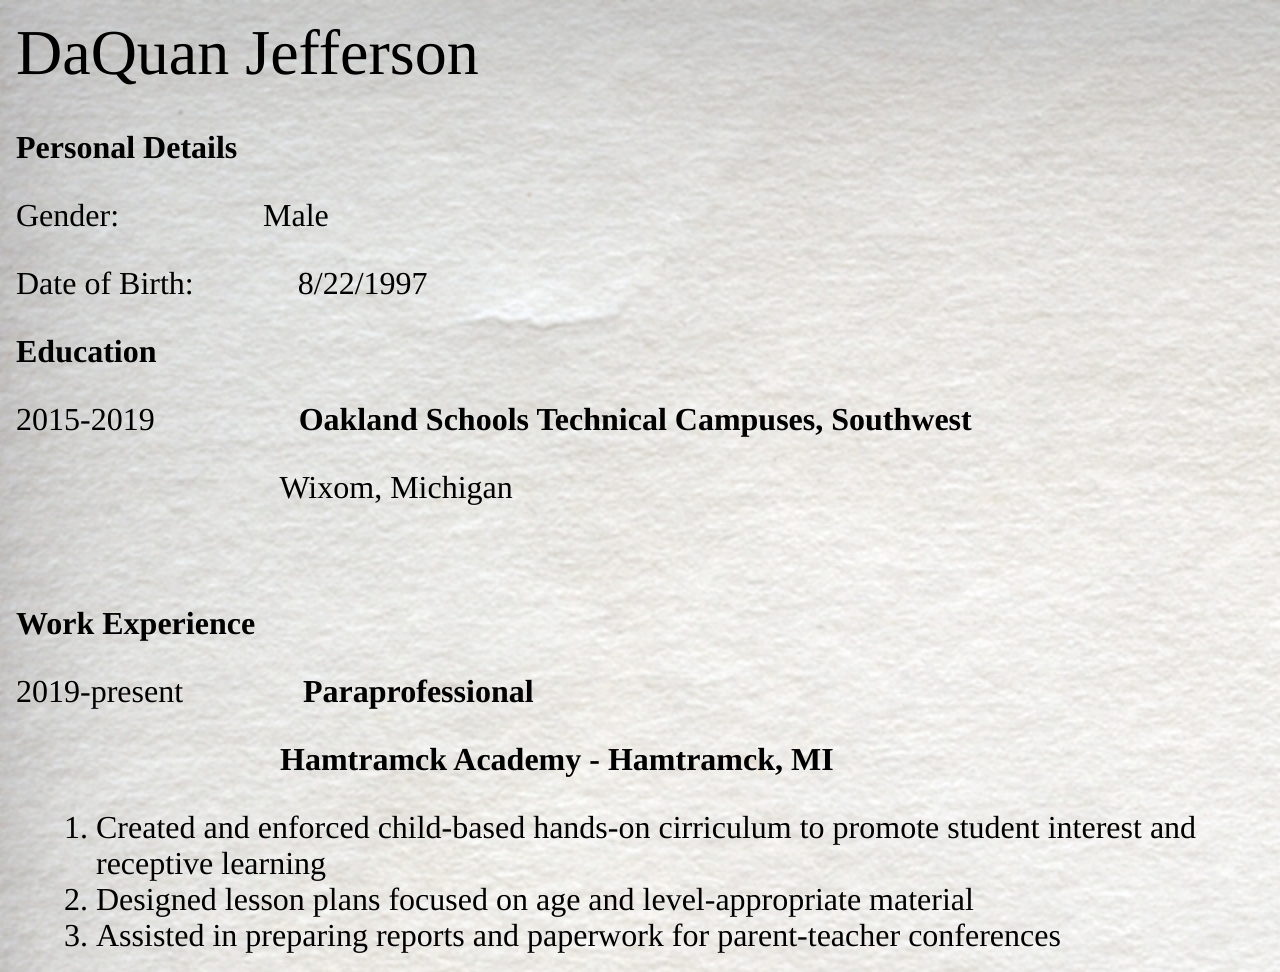 DaQuan Jefferson
Personal Details
Gender: Male
Date of Birth: 8/22/1997
Education
2015-2019 Oakland Schools Technical Campuses, Southwest
Wixom, Michigan
Work Experience
2019-present Paraprofessional
Hamtramck Academy - Hamtramck, MI
1. Created and enforced child-based hands-on cirriculum to promote student interest and
receptive learning
2. Designed lesson plans focused on age and level-appropriate material
3. Assisted in preparing reports and paperwork for parent-teacher conferences